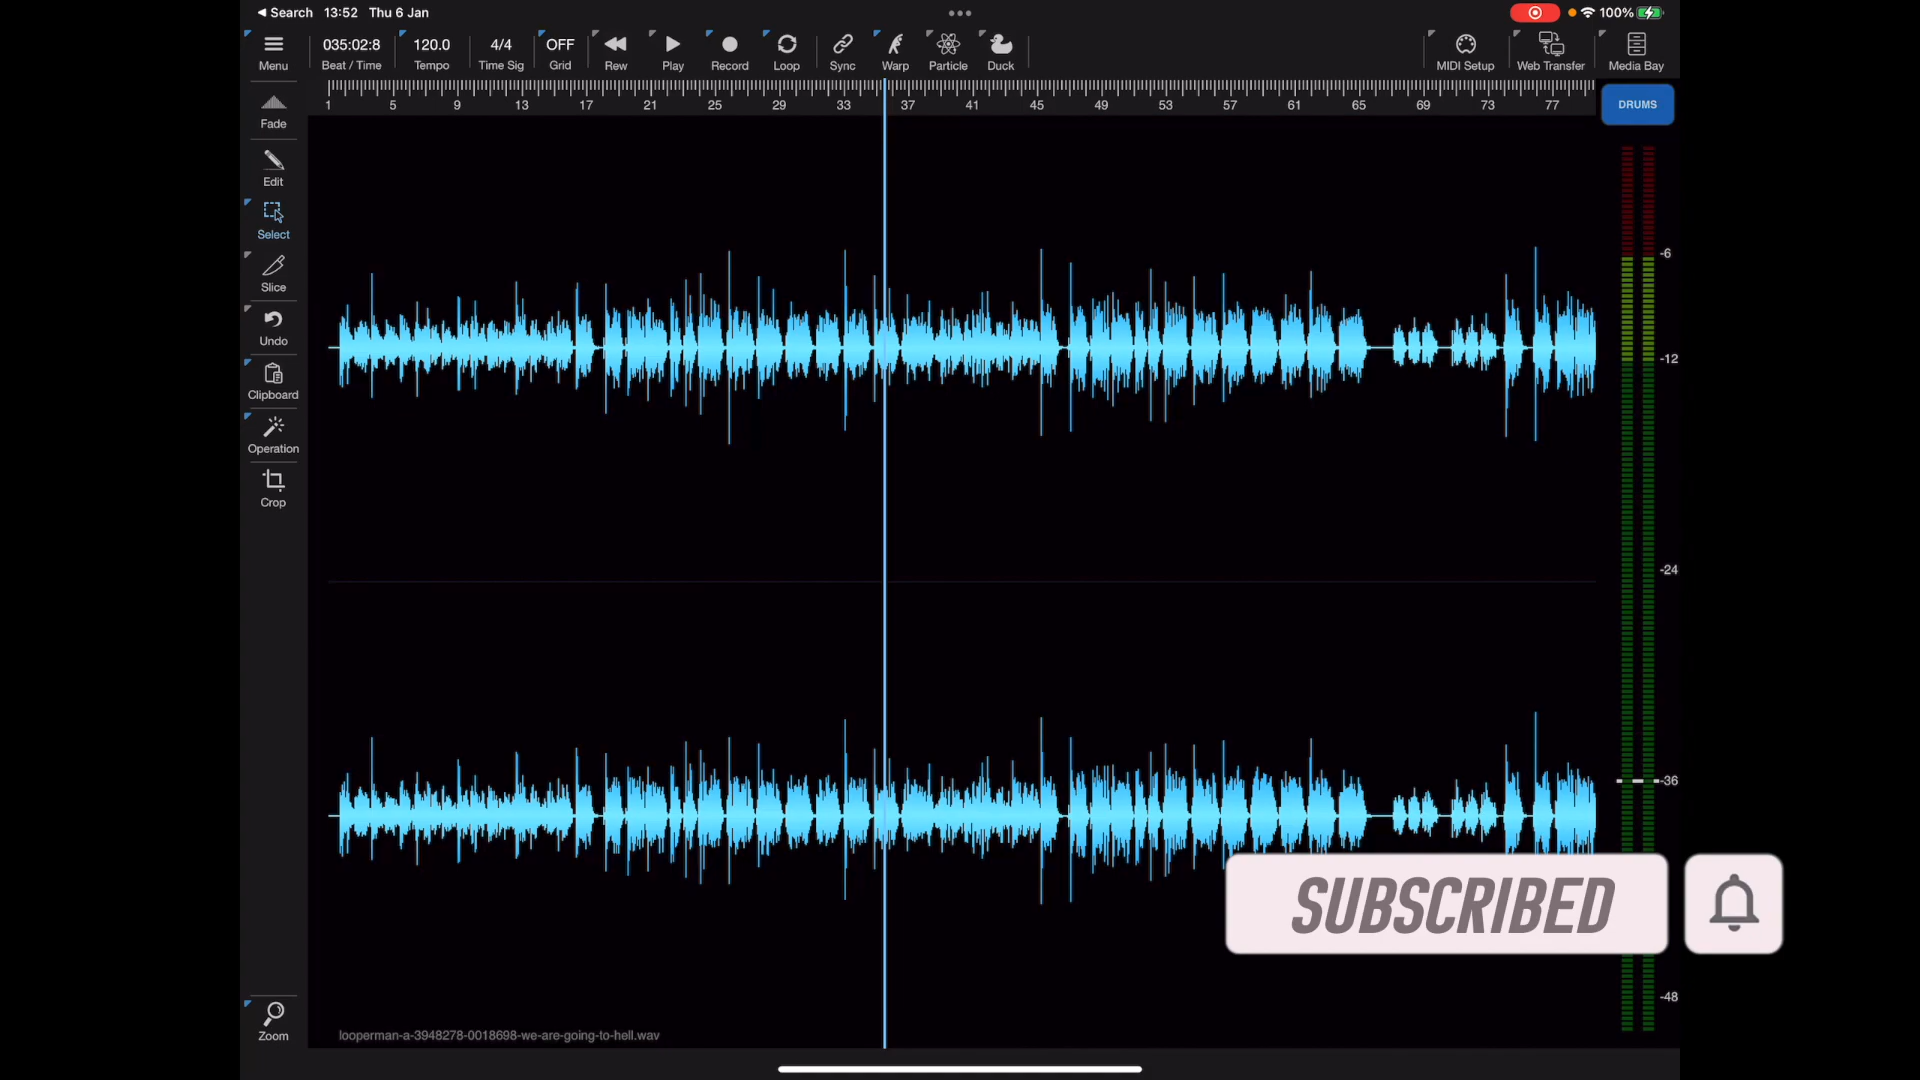 Search 13:52 Thu 6 Jan
100%
Menu
035:02:8
Beat / Time
120.0
Tempo
4/4
Time Sig
OFF
Grid
Rew
Play
Record
Loop
Sync
Warp
Particle
Duck
MIDI Setup
Web Transfer
Media Bay
1 5 9 13 17 21 25 29 33 37 41 45 49 53 57 61 65 69 73 77
DRUMS
Fade
Edit
Select
Slice
Undo
Clipboard
Operation
Crop
Zoom
-6
-12
-24
-36
-48
SUBSCRIBED
looperman-a-3948278-0018698-we-are-going-to-hell.wav